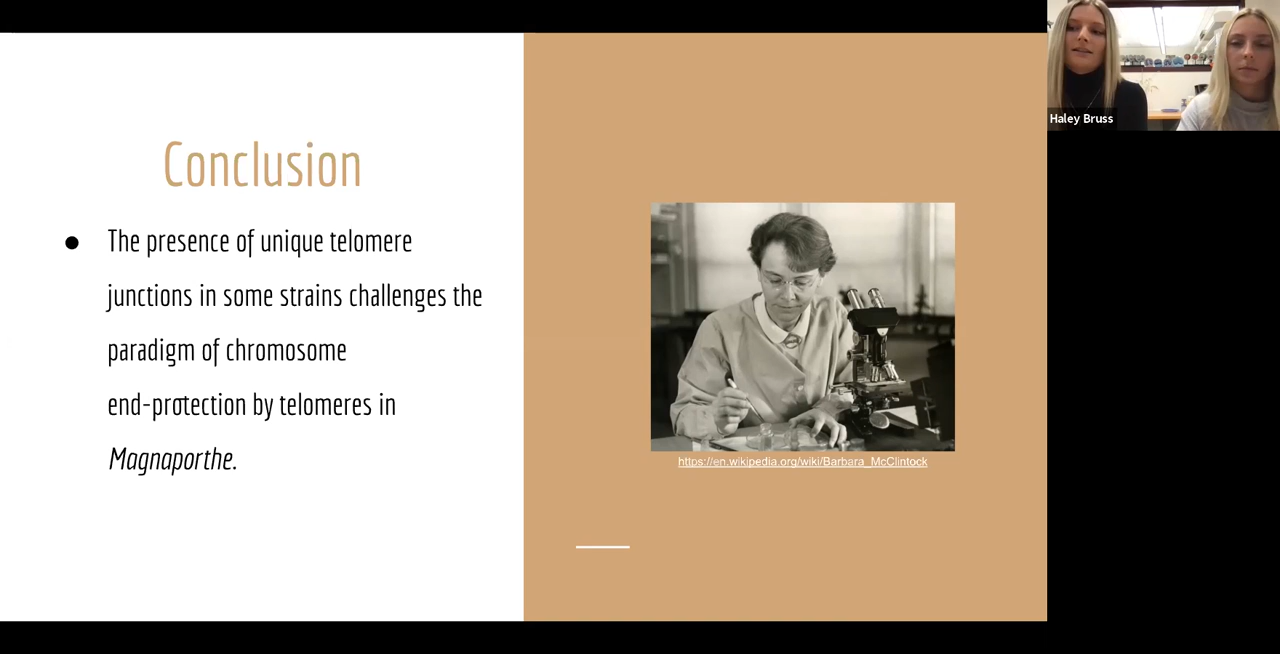 Conclusion
● The presence of unique telomere
junctions in some strains challenges the
paradigm of chromosome
end-protection by telomeres in
Magnaporthe.
https://en.wikipedia.org/wiki/Barbara_McClintock
Haley Bruss